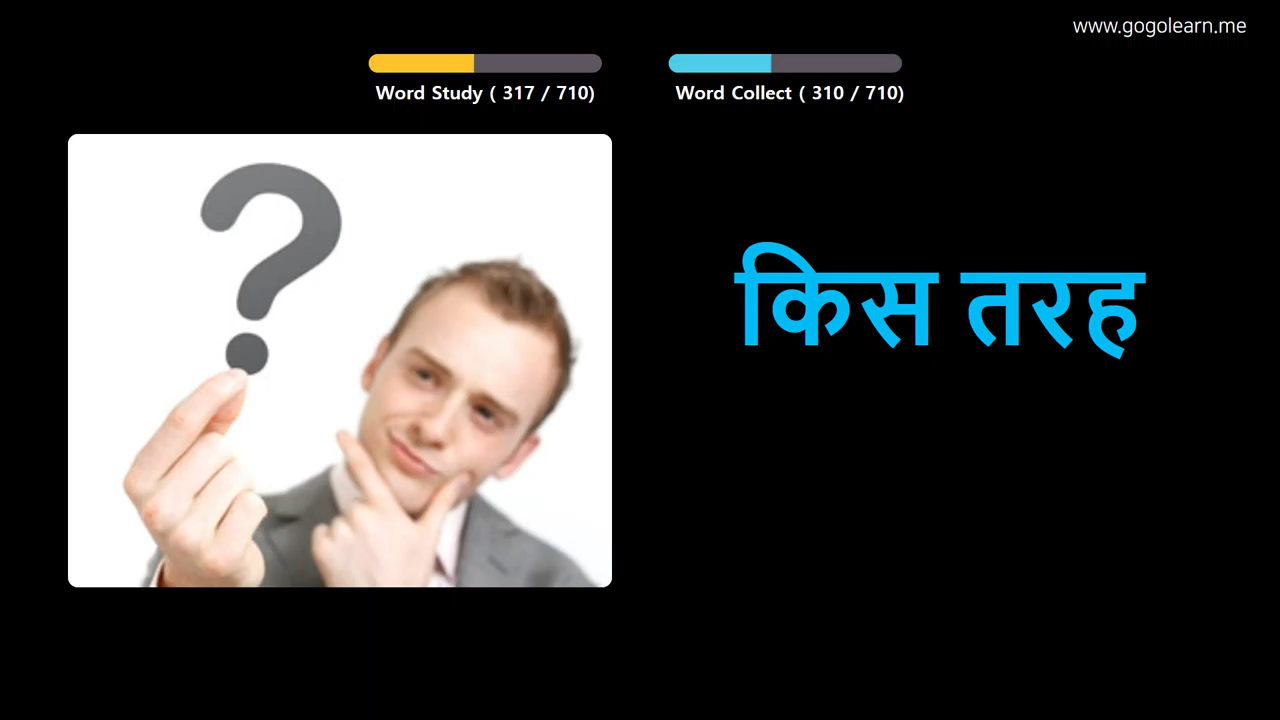 www.gogolearn.me
Word Study ( 317 / 710)
Word Collect ( 310 / 710)
?
किस तरह